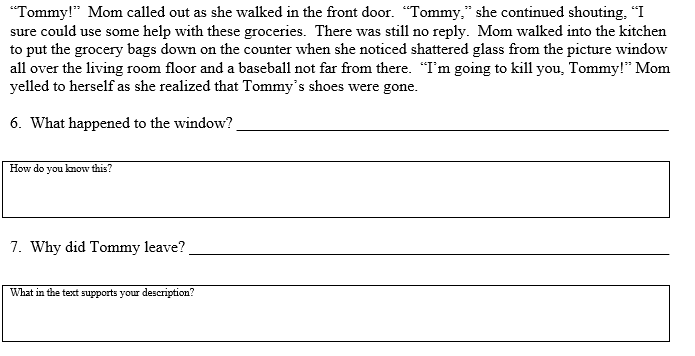 “Tommy!”  Mom called out as she walked in the front door.  “Tommy,” she continued shouting, “I
sure could use some help with these groceries.  There was still no reply.  Mom walked into the kitchen
to put the grocery bags down on the counter when she noticed shattered glass from the picture window
all over the living room floor and a baseball not far from there.  “I’m going to kill you, Tommy!” Mom
yelled to herself as she realized that Tommy’s shoes were gone.
6.  What happened to the window? ___
How do you know this?
7.  Why did Tommy leave? ___
What in the text supports your description?